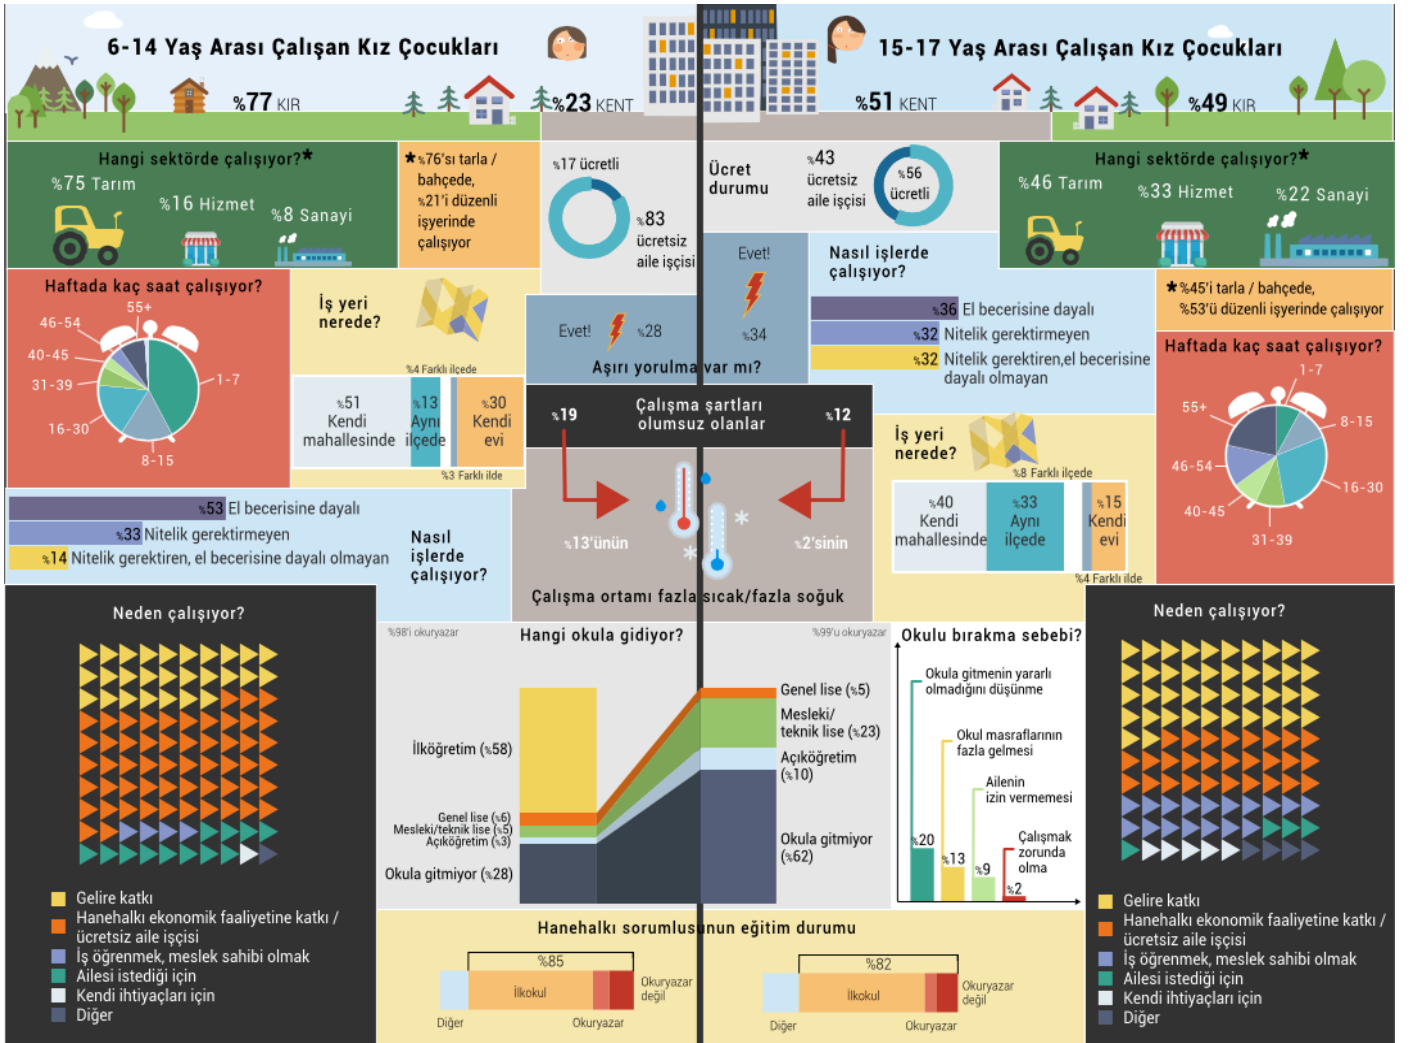 6-14 Yaş Arası Çalışan Kız Çocukları
%77 KIR
%23 KENT
15-17 Yaş Arası Çalışan Kız Çocukları
%51 KENT
%49 KIR
Hangi sektörde çalışıyor?*
%75 Tarım
%16 Hizmet
%8 Sanayi
* %76'sı tarla /
bahçede,
%21'i düzenli
işyerinde
çalışıyor
%17 ücretli
%83
ücretsiz
aile işçisi
Ücret
durumu
%43
ücretsiz
aile işçisi
%56
ücretli
Hangi sektörde çalışıyor?*
%46 Tarım
%33 Hizmet
%22 Sanayi
* %45'i tarla / bahçede,
%53'ü düzenli işyerinde çalışıyor
Haftada kaç saat çalışıyor?
55+
46-54
40-45
31-39
16-30
8-15
1-7
İş yeri
nerede?
%4 Farklı ilçede
%51
Kendi
mahallesinde
%13
Aynı
ilçede
%30
Kendi
evi
%3 Farklı ilde
Evet!
%28
Evet!
%34
Aşırı yorulma var mı?
Nasıl işlerde
çalışıyor?
%36 El becerisine dayalı
%32 Nitelik gerektirmeyen
%32 Nitelik gerektiren,el becerisine
dayalı olmayan
Haftada kaç saat çalışıyor?
1-7
55+
8-15
46-54
16-30
40-45
31-39
%19
Çalışma şartları
olumsuz olanlar
%12
%13'ünün
%2'sinin
Çalışma ortamı fazla sıcak/fazla soğuk
İş yeri
nerede?
%8 Farklı ilçede
%40
Kendi
mahallesinde
%33
Aynı
ilçede
%15
Kendi
evi
%4 Farklı ilde
%53 El becerisine dayalı
%33 Nitelik gerektirmeyen
%14 Nitelik gerektiren, el becerisine dayalı olmayan
Nasıl
işlerde
çalışıyor?
Neden çalışıyor?
Gelire katkı
Hanehalkı ekonomik faaliyetine katkı /
ücretsiz aile işçisi
İş öğrenmek, meslek sahibi olmak
Ailesi istediği için
Kendi ihtiyaçları için
Diğer
%98'i okuryazar
Hangi okula gidiyor?
%99'u okuryazar
İlköğretim (%58)
Genel lise (%6)
Mesleki/teknik lise (%5)
Açıköğretim (%3)
Okula gitmiyor (%28)
Genel lise (%5)
Mesleki/
teknik lise (%23)
Açıköğretim
(%10)
Okula gitmiyor
(%62)
Okulu bırakma sebebi?
Okula gitmenin yararlı
olmadığını düşünme
Okul masraflarının
fazla gelmesi
Ailenin
izin vermemesi
Çalışmak
zorunda
olma
%20
%13
%9
%2
Neden çalışıyor?
Gelire katkı
Hanehalkı ekonomik faaliyetine katkı /
ücretsiz aile işçisi
İş öğrenmek, meslek sahibi olmak
Ailesi istediği için
Kendi ihtiyaçları için
Diğer
Hanehalkı sorumlusunun eğitim durumu
%85
İlkokul
Okuryazar
değil
Diğer
Okuryazar
%82
İlkokul
Okuryazar
değil
Diğer
Okuryazar